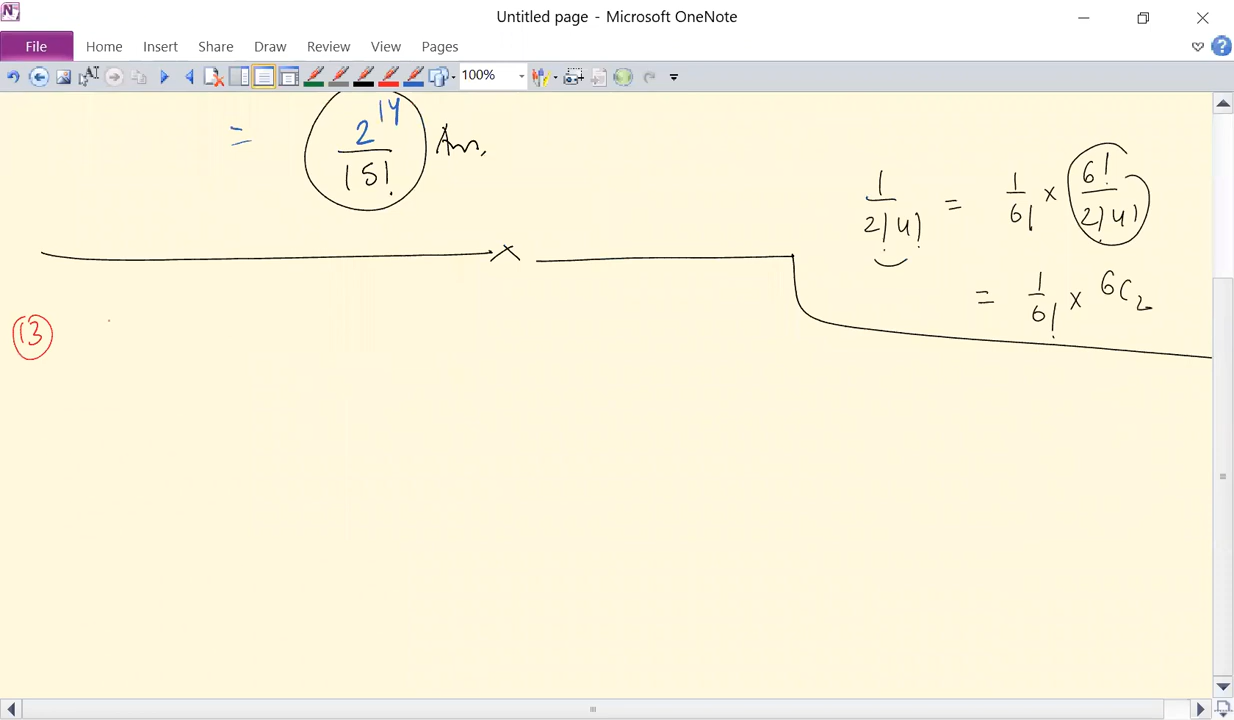 Untitled page - Microsoft OneNote
File Home Insert Share Draw Review View Pages
100%
= 2^14 / 15! Ans.
1 / 2! 4! = 1 / 6! × 6! / 2! 4!
= 1 / 6! × 6C2
13